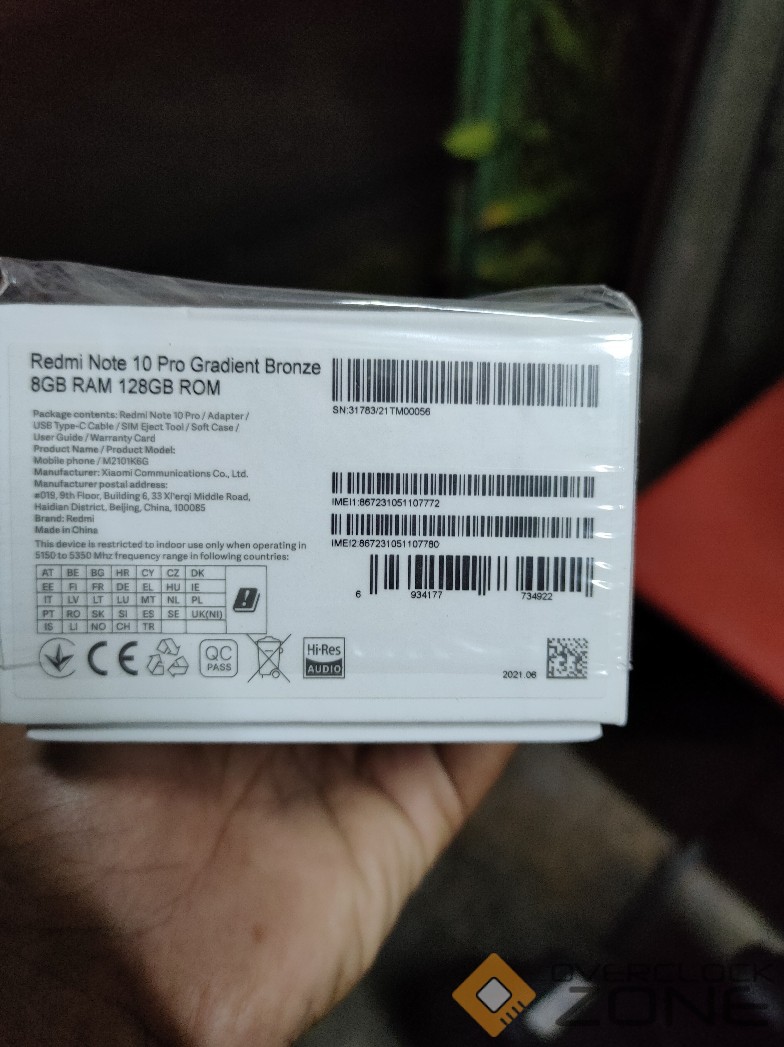 Redmi Note 10 Pro Gradient Bronze
8GB RAM 128GB ROM
Package contents: Redmi Note 10 Pro / Adapter /
USB Type-C Cable / SIM Eject Tool / Soft Case /
User Guide / Warranty Card
Product Name / Product Model:
Mobile phone / M2101K6G
Manufacturer: Xiaomi Communications Co., Ltd.
Manufacturer postal address:
#019, 9th Floor, Building 6, 33 Xi'erqi Middle Road,
Haidian District, Beijing, China, 100085
Brand: Redmi
Made in China
This device is restricted to indoor use only when operating in
5150 to 5350 Mhz frequency range in following countries:
AT BE BG HR CY CZ DK
EE FI FR DE EL HU IE
IT LV LT LU MT NL PL
PT RO SK SI ES SE UK(NI)
IS LI NO CH TR
CE
QC
PASS
Hi-Res
AUDIO
SN:31783/21TM00056
IMEI1:867231051107772
IMEI2:867231051107780
6 934177 734922
2021.06
OVERCLOCK
ZONE